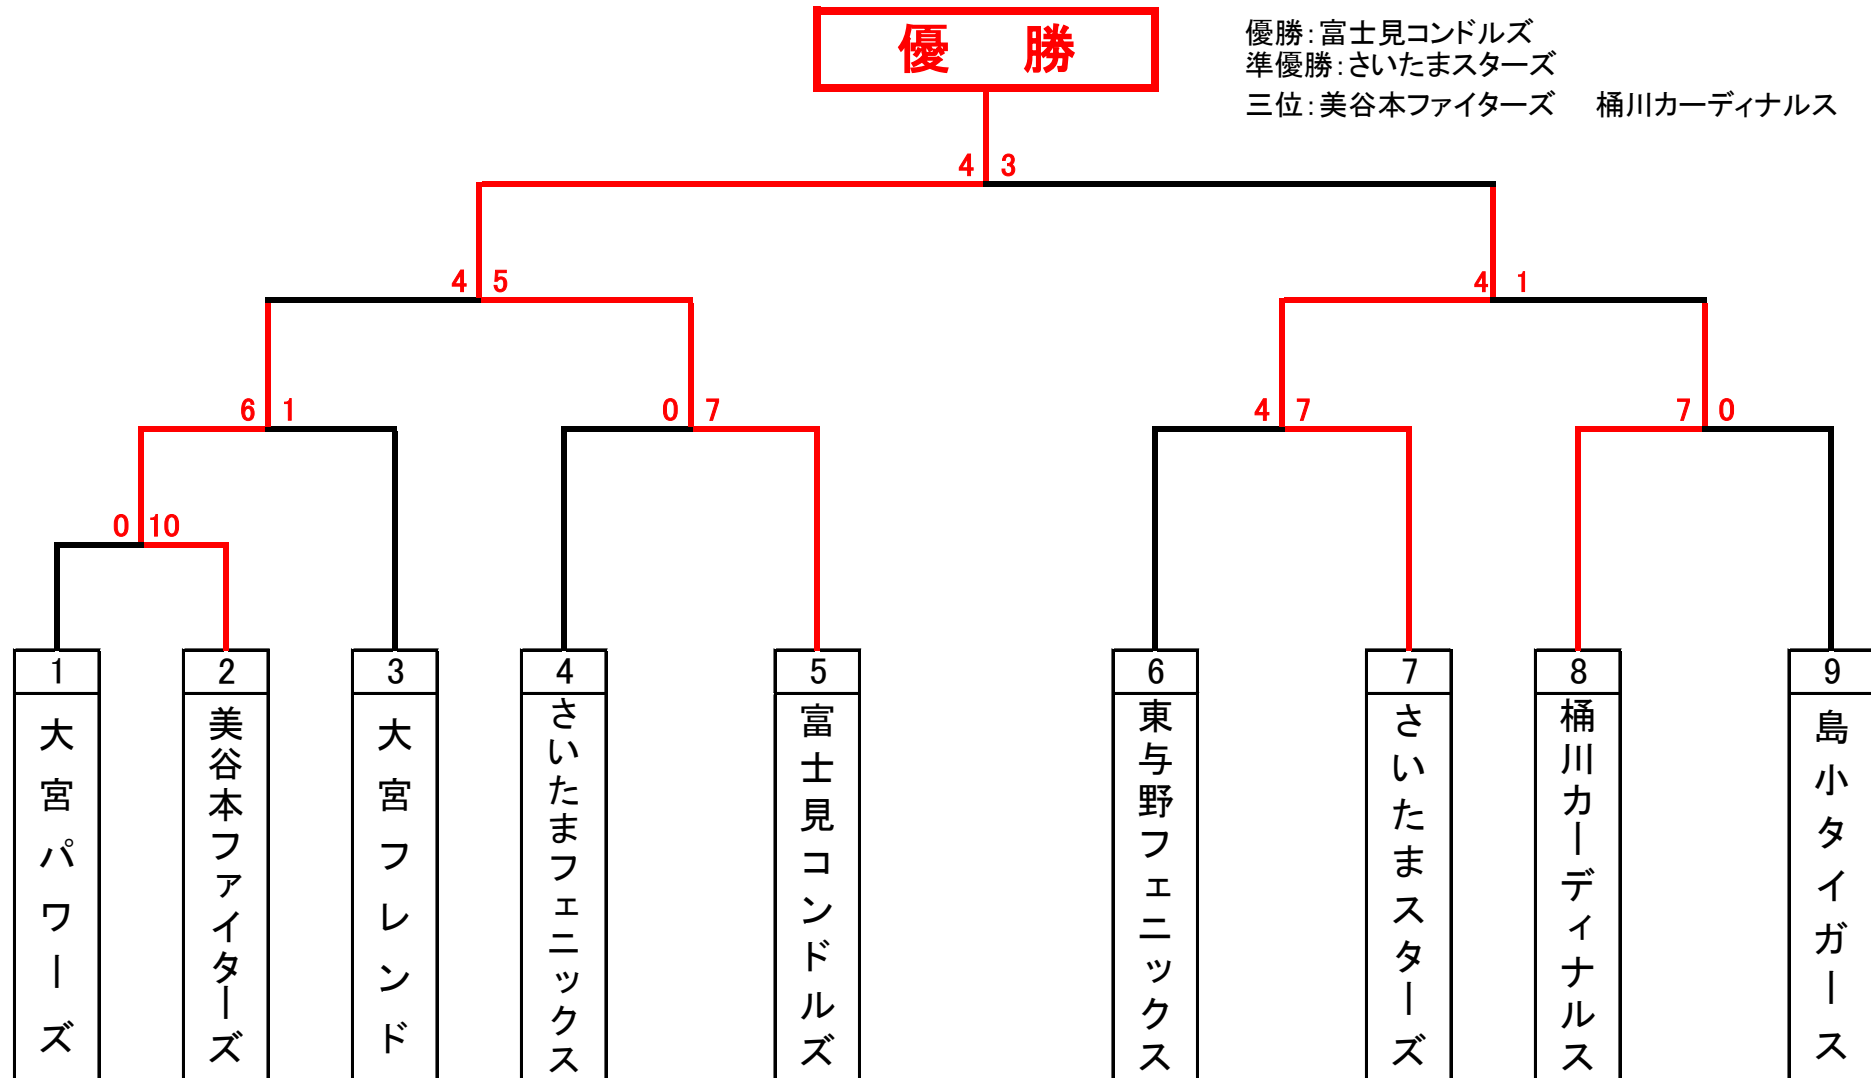 優 勝
優勝:富士見コンドルズ
準優勝:さいたまスターズ
三位:美谷本ファイターズ 桶川カーディナルス
4 3
4 5
4 1
6 1
0 7
4 7
7 0
0 10
1
2
3
4
5
6
7
8
9
大宮パワーズ
美谷本ファイターズ
大宮フレンド
さいたまフェニックス
富士見コンドルズ
東与野フェニックス
さいたまスターズ
桶川カーディナルス
島小タイガース